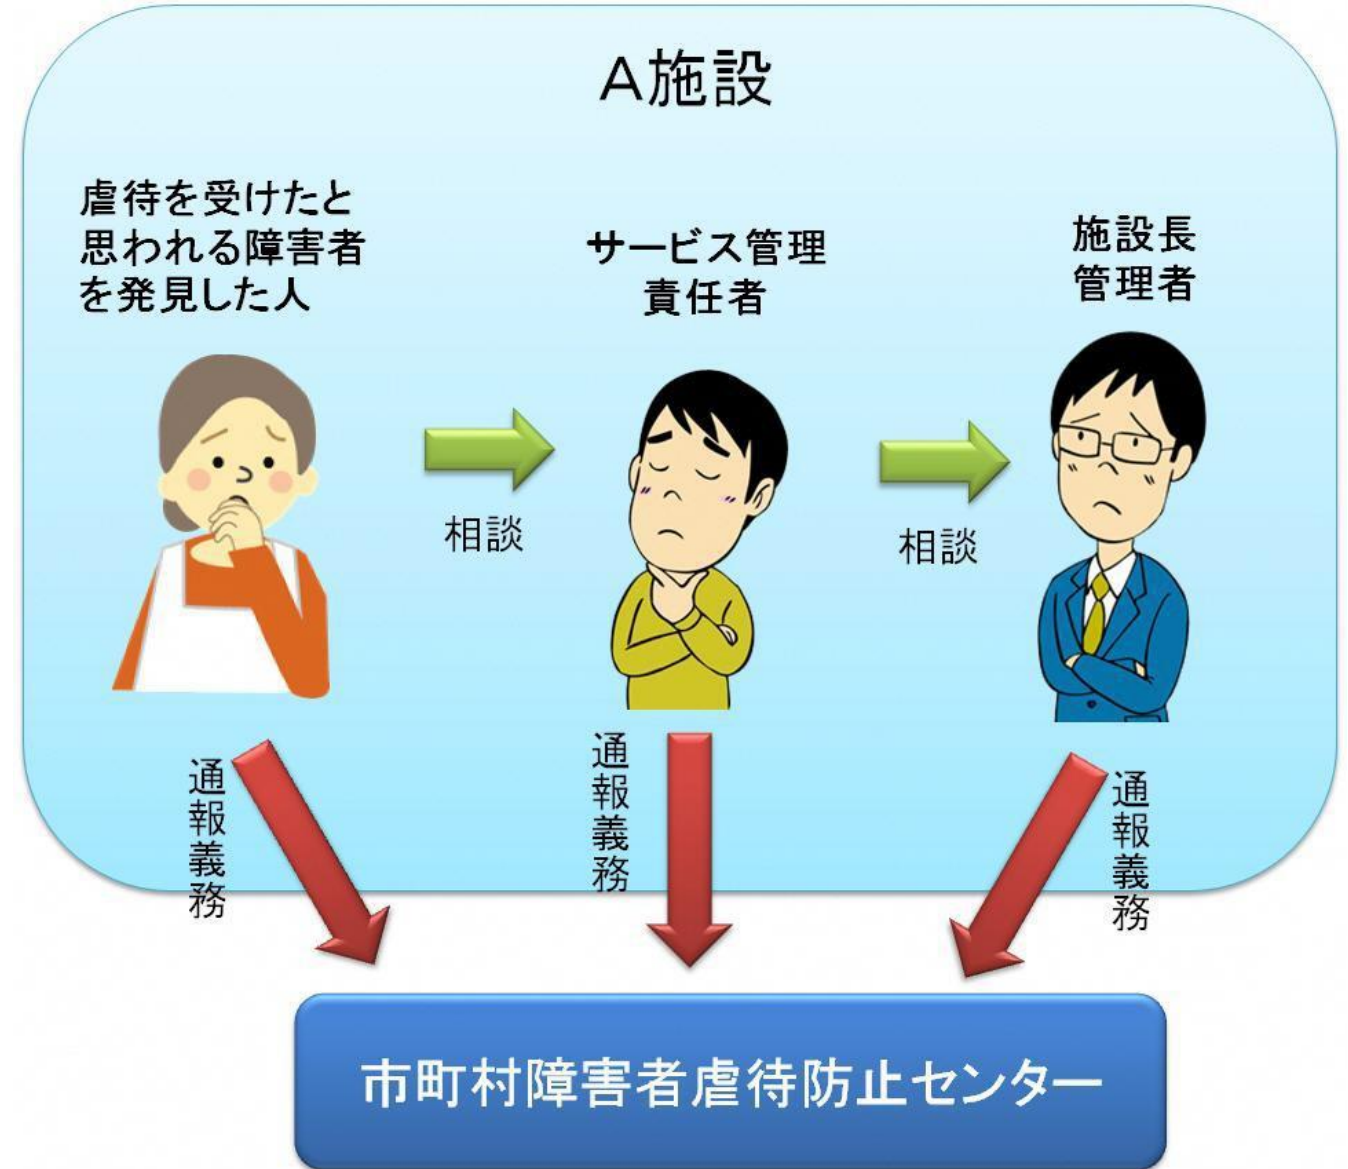 A施設
虐待を受けたと
思われる障害者
を発見した人
サービス管理
責任者
施設長
管理者
相談
相談
通報義務
通報義務
通報義務
市町村障害者虐待防止センター